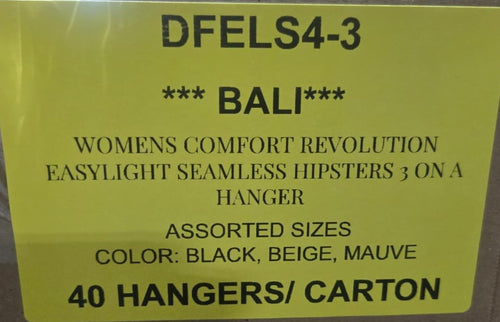 DFELS4-3
*** BALI***
WOMENS COMFORT REVOLUTION
EASYLIGHT SEAMLESS HIPSTERS 3 ON A
HANGER
ASSORTED SIZES
COLOR: BLACK, BEIGE, MAUVE
40 HANGERS/ CARTON